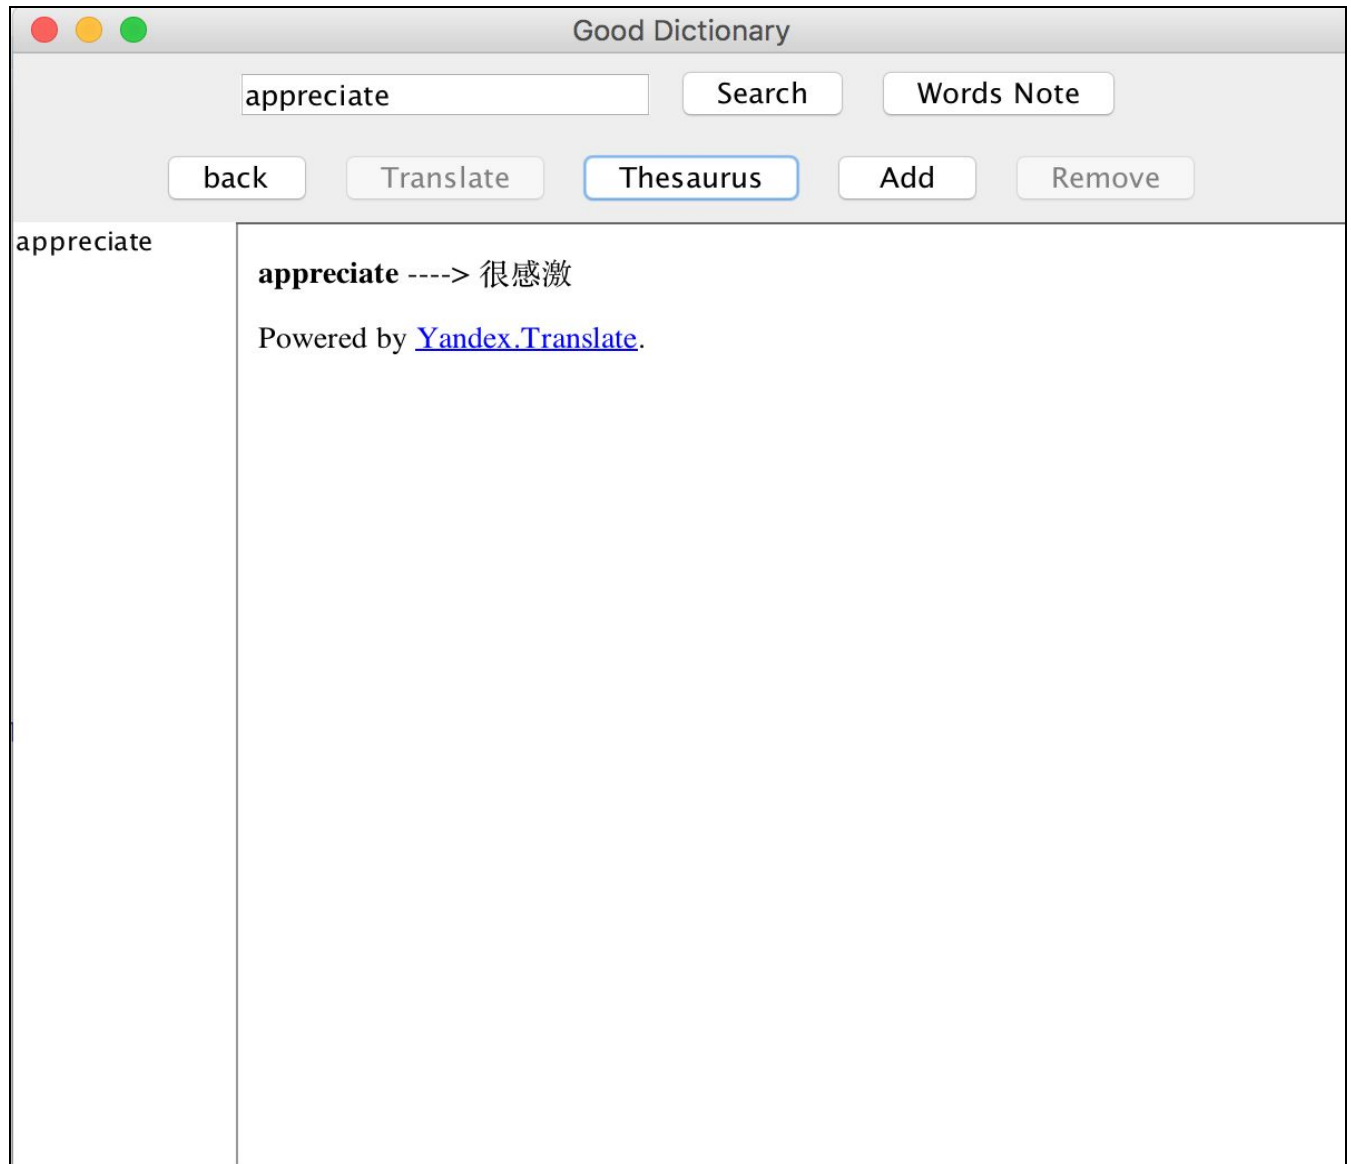 Good Dictionary
appreciate Search Words Note
back Translate Thesaurus Add Remove
appreciate
appreciate ----> 很感激
Powered by Yandex.Translate.